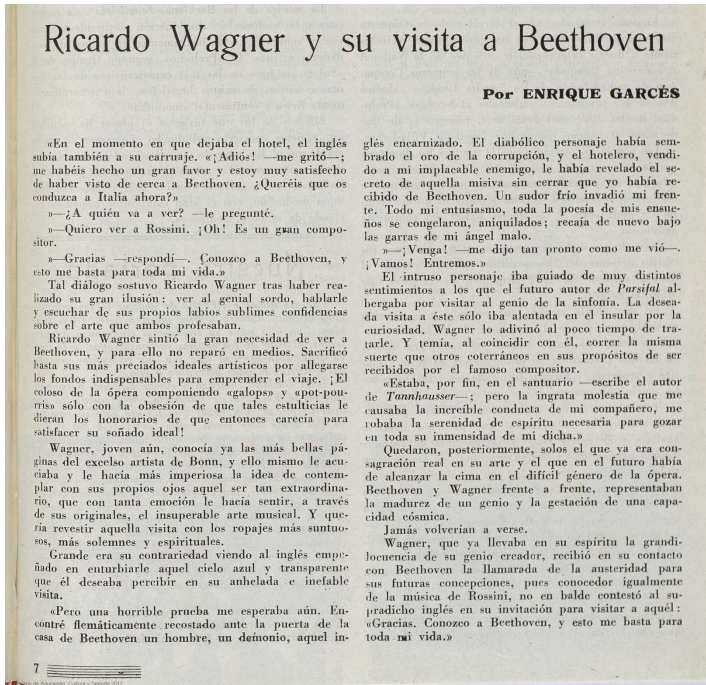 Ricardo Wagner y su visita a Beethoven
Por ENRIQUE GARCÉS
«En el momento en que dejaba el hotel, el inglés
subía también a su carruaje. «¡Adiós! —me gritó—;
me habéis hecho un gran favor y estoy muy satisfecho
de haber visto de cerca a Beethoven. ¿Queréis que os
conduzca a Italia ahora?»
»—¿A quién va a ver? —le pregunté.
»—Quiero ver a Rossini. ¡Oh! Es un gran compo-
sitor.
»—Gracias —respondí—. Conozco a Beethoven, y
esto me basta para toda mi vida.»
Tal diálogo sostuvo Ricardo Wagner tras haber rea-
lizado su gran ilusión: ver al genial sordo, hablarle
y escuchar de sus propios labios sublimes confidencias
sobre el arte que ambos profesaban.
Ricardo Wagner sintió la gran necesidad de ver a
Beethoven, y para ello no reparó en medios. Sacrificó
hasta sus más preciados ideales artísticos por allegarse
los fondos indispensables para emprender el viaje. ¡El
coloso de la ópera componiendo «galops» y «pot-pou-
rris» sólo con la obsesión de que tales estulticias le
dieran los honorarios de que entonces carecía para
satisfacer su soñado ideal!
Wagner, joven aún, conocía ya las más bellas pá-
ginas del excelso artista de Bonn, y ello mismo le acu-
ciaba y le hacía más imperiosa la idea de contem-
plar con sus propios ojos aquel ser tan extraordina-
rio, que con tanta emoción le hacía sentir, a través
de sus originales, el insuperable arte musical. Y que-
ría revestir aquella visita con los ropajes más suntuo-
sos, más solemnes y espirituales.
Grande era su contrariedad viendo al inglés empe-
ñado en enturbiarle aquel cielo azul y transparente
que él deseaba percibir en su anhelada e inefable
visita.
«Pero una horrible prueba me esperaba aún. En-
contré flemáticamente recostado ante la puerta de la
casa de Beethoven un hombre, un demonio, aquel in-
glés encarnizado. El diabólico personaje había sem-
brado el oro de la corrupción, y el hotelero, vendi-
do a mi implacable enemigo, le había revelado el se-
creto de aquella misiva sin cerrar que yo había re-
cibido de Beethoven. Un sudor frío invadió mi fren-
te. Todo mi entusiasmo, toda la poesía de mis ensue-
ños se congelaron, aniquilados; recaía de nuevo bajo
las garras de mi ángel malo.
»—¡Venga! —me dijo tan pronto como me vió—.
¡Vamos! Entremos.»
El intruso personaje iba guiado de muy distintos
sentimientos a los que el futuro autor de Parsifal al-
bergaba por visitar al genio de la sinfonía. La desea-
da visita a éste sólo iba alentada en el insular por la
curiosidad. Wagner lo adivinó al poco tiempo de tra-
tarle. Y temía, al coincidir con él, correr la misma
suerte que otros coterráneos en sus propósitos de ser
recibidos por el famoso compositor.
«Estaba, por fin, en el santuario —escribe el autor
de Tannhausser—; pero la ingrata molestia que me
causaba la increíble conducta de mi compañero, me
robaba la serenidad de espíritu necesaria para gozar
en toda su inmensidad de mi dicha.»
Quedaron, posteriormente, solos el que ya era con-
sagración real en su arte y el que en el futuro había
de alcanzar la cima en el difícil género de la ópera.
Beethoven y Wagner frente a frente, representaban
la madurez de un genio y la gestación de una capa-
cidad cósmica.
Jamás volverían a verse.
Wagner, que ya llevaba en su espíritu la grandi-
locuencia de su genio creador, recibió en su contacto
con Beethoven la llamarada de la austeridad para
sus futuras concepciones, pues conocedor igualmente
de la música de Rossini, no en balde contestó al su-
pradicho inglés en su invitación para visitar a aquél:
«Gracias. Conozco a Beethoven, y esto me basta para
toda mi vida.»
7
de Educación, Cultura y Deporte 2012